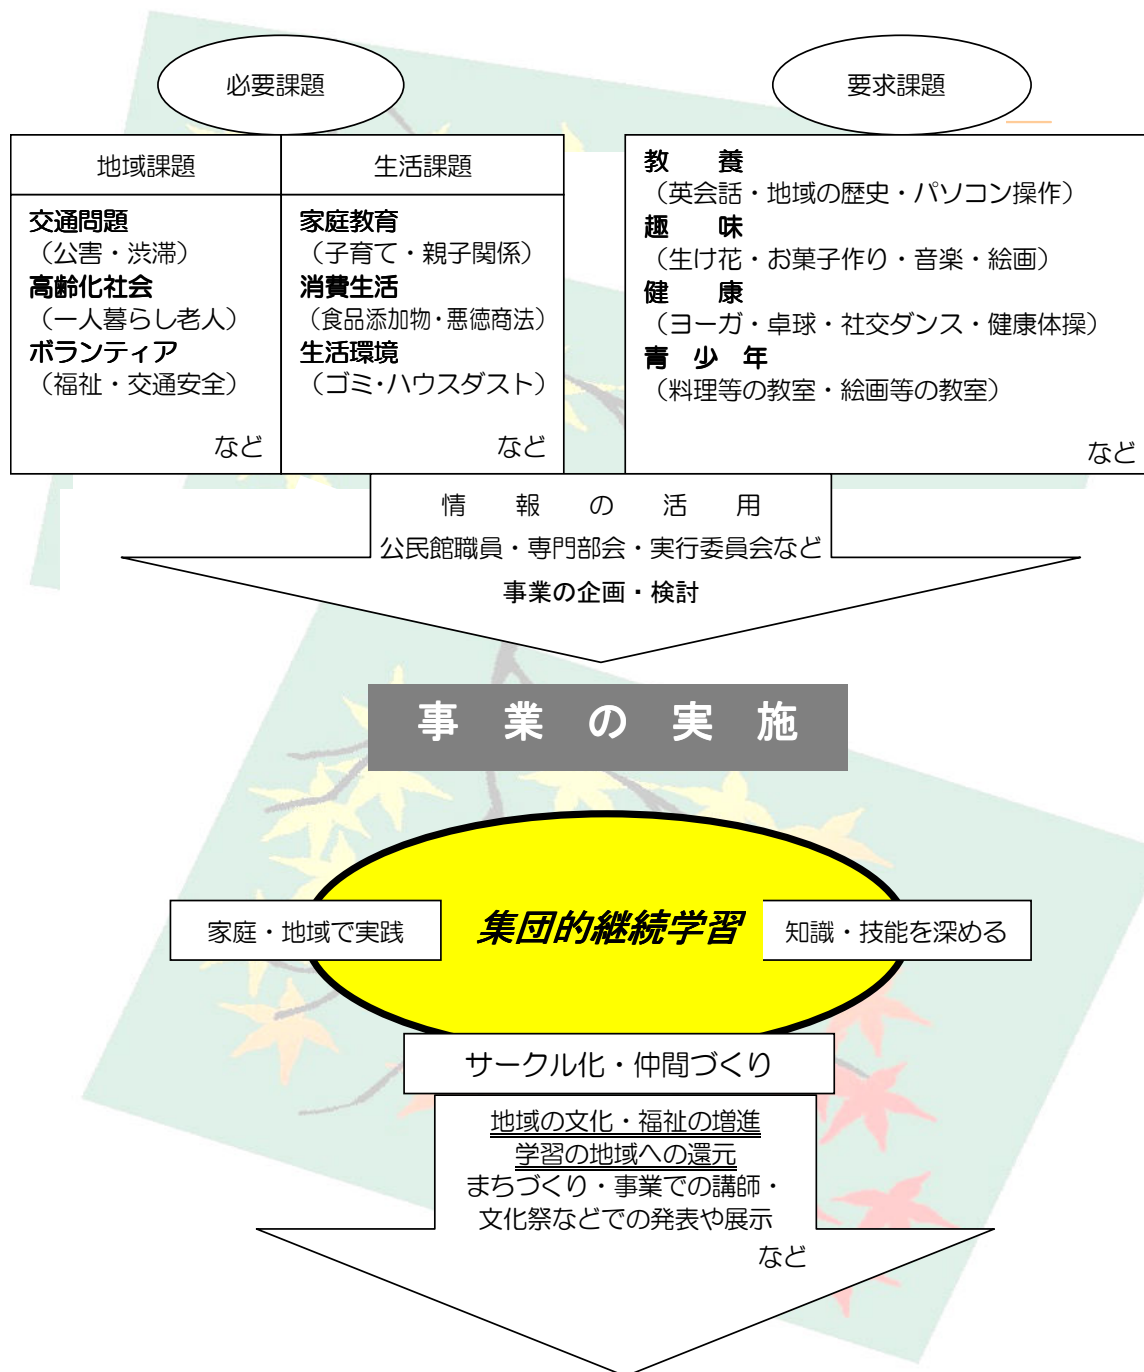 必要課題
地域課題
交通問題
（公害・渋滞）
高齢化社会
（一人暮らし老人）
ボランティア
（福祉・交通安全）
など
生活課題
家庭教育
（子育て・親子関係）
消費生活
（食品添加物・悪徳商法）
生活環境
（ゴミ・ハウスダスト）
など
要求課題
教　　養
（英会話・地域の歴史・パソコン操作）
趣　　味
（生け花・お菓子作り・音楽・絵画）
健　　康
（ヨーガ・卓球・社交ダンス・健康体操）
青　少　年
（料理等の教室・絵画等の教室）
など
情　報　の　活　用
公民館職員・専門部会・実行委員会など
事業の企画・検討
事　業　の　実　施
家庭・地域で実践
集団的継続学習
知識・技能を深める
サークル化・仲間づくり
地域の文化・福祉の増進
学習の地域への還元
まちづくり・事業での講師・
文化祭などでの発表や展示
など